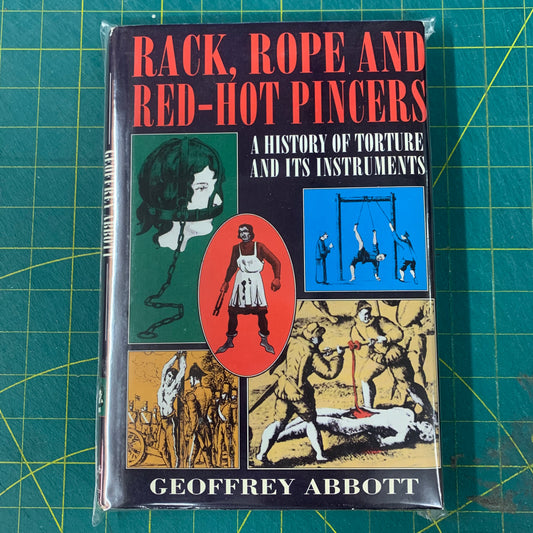 RACK, ROPE AND
RED-HOT PINCERS
A HISTORY OF TORTURE
AND ITS INSTRUMENTS
GEOFFREY ABBOTT
GEOFFREY ABBOTT